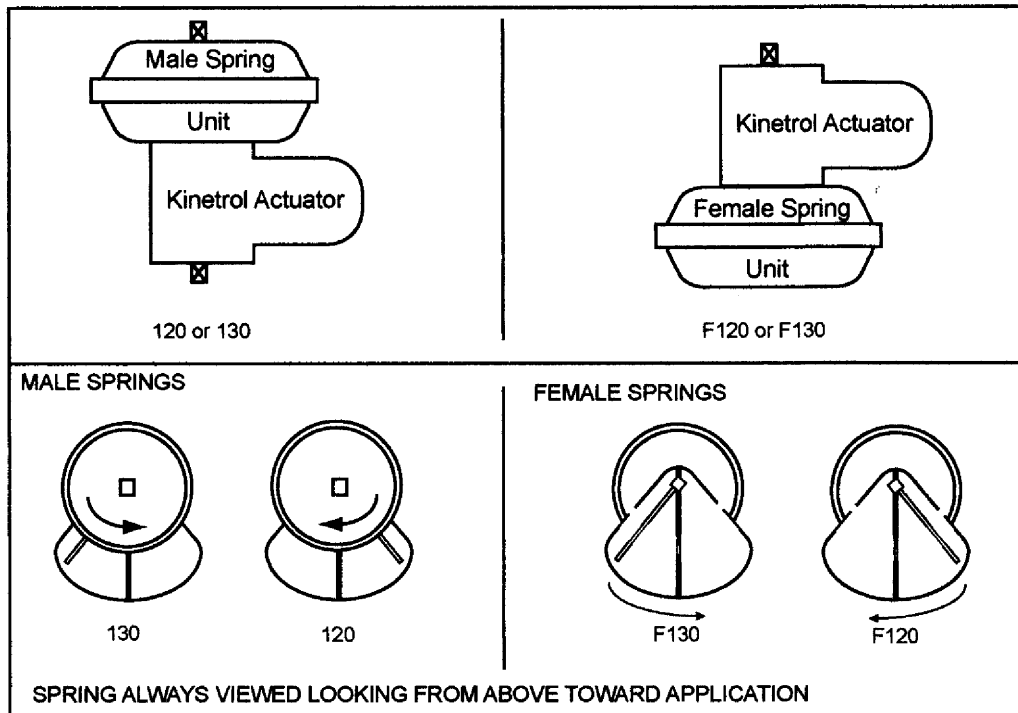 Male Spring
Unit
Kinetrol Actuator
120 or 130
Kinetrol Actuator
Female Spring
Unit
F120 or F130
MALE SPRINGS
130
120
FEMALE SPRINGS
F130
F120
SPRING ALWAYS VIEWED LOOKING FROM ABOVE TOWARD APPLICATION